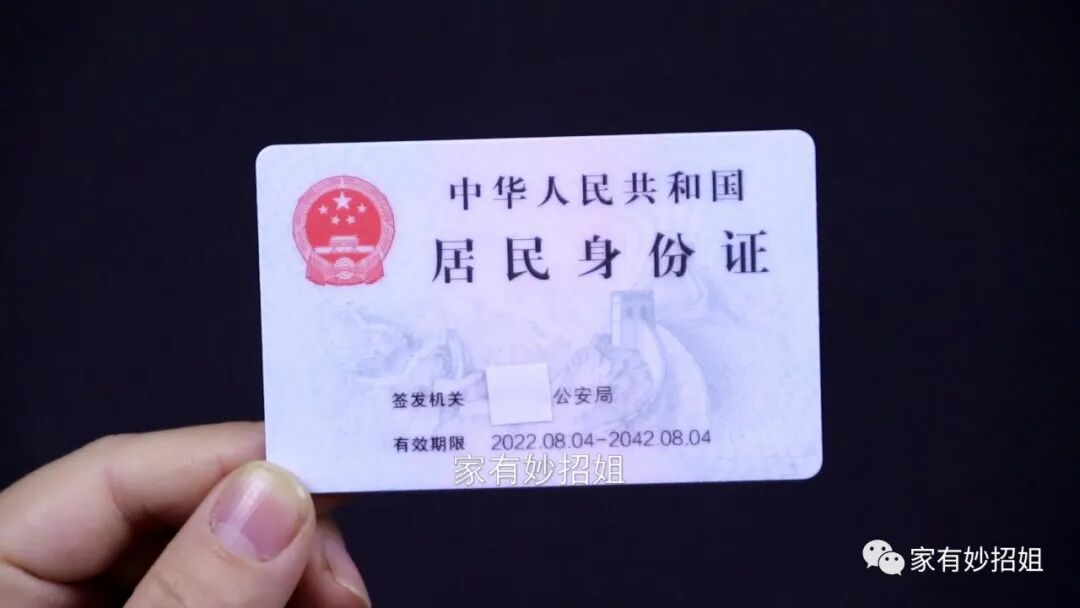 中华人民共和国
居民身份证
签发机关 公安局
有效期限 2022.08.04-2042.08.04
家有妙招姐
家有妙招姐